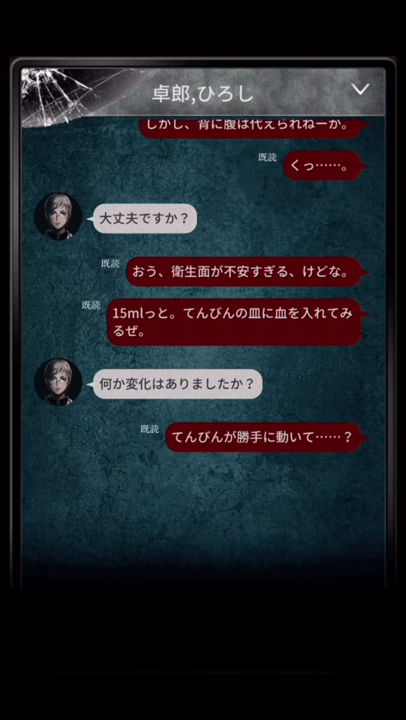 卓郎,ひろし
しかし、背に腹は代えられねーか。
既読
くっ……。
大丈夫ですか？
既読
おう、衛生面が不安すぎる、けどな。
既読
15mlっと。てんびんの皿に血を入れてみ
るぜ。
何か変化はありましたか？
既読
てんびんが勝手に動いて……？